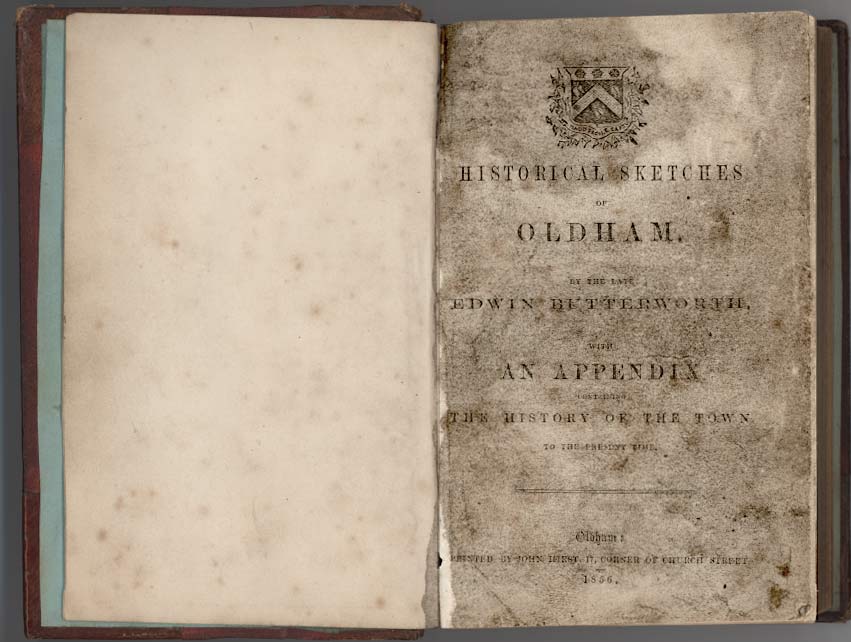 HISTORICAL SKETCHES
OF
OLDHAM.
BY THE LATE
EDWIN BUTTERWORTH,
WITH
AN APPENDIX
CONTAINING
THE HISTORY OF THE TOWN
TO THE PRESENT TIME.
Oldham:
PRINTED BY JOHN HIRST, 17, CORNER OF CHURCH STREET
1856.